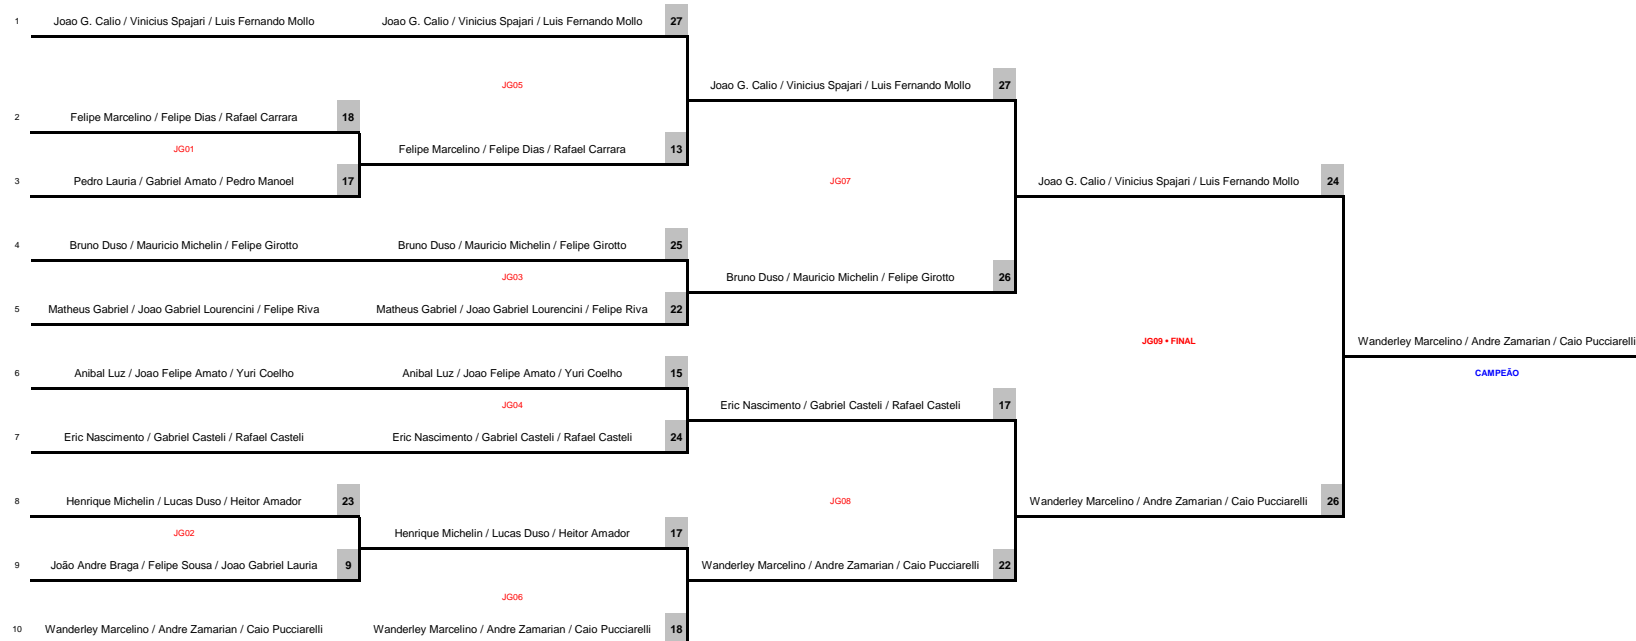 1 Joao G. Calio / Vinicius Spajari / Luis Fernando Mollo Joao G. Calio / Vinicius Spajari / Luis Fernando Mollo 27
JG05 Joao G. Calio / Vinicius Spajari / Luis Fernando Mollo 27
2 Felipe Marcelino / Felipe Dias / Rafael Carrara 18
JG01 Felipe Marcelino / Felipe Dias / Rafael Carrara 13
3 Pedro Lauria / Gabriel Amato / Pedro Manoel 17 JG07 Joao G. Calio / Vinicius Spajari / Luis Fernando Mollo 24
4 Bruno Duso / Mauricio Michelin / Felipe Girotto Bruno Duso / Mauricio Michelin / Felipe Girotto 25
JG03 Bruno Duso / Mauricio Michelin / Felipe Girotto 26
5 Matheus Gabriel / Joao Gabriel Lourencini / Felipe Riva Matheus Gabriel / Joao Gabriel Lourencini / Felipe Riva 22
JG09 • FINAL Wanderley Marcelino / Andre Zamarian / Caio Pucciarelli
6 Anibal Luz / Joao Felipe Amato / Yuri Coelho Anibal Luz / Joao Felipe Amato / Yuri Coelho 15 CAMPEÃO
JG04 Eric Nascimento / Gabriel Casteli / Rafael Casteli 17
7 Eric Nascimento / Gabriel Casteli / Rafael Casteli Eric Nascimento / Gabriel Casteli / Rafael Casteli 24
8 Henrique Michelin / Lucas Duso / Heitor Amador 23 JG08 Wanderley Marcelino / Andre Zamarian / Caio Pucciarelli 26
JG02 Henrique Michelin / Lucas Duso / Heitor Amador 17
9 João Andre Braga / Felipe Sousa / Joao Gabriel Lauria 9 Wanderley Marcelino / Andre Zamarian / Caio Pucciarelli 22
JG06
10 Wanderley Marcelino / Andre Zamarian / Caio Pucciarelli Wanderley Marcelino / Andre Zamarian / Caio Pucciarelli 18